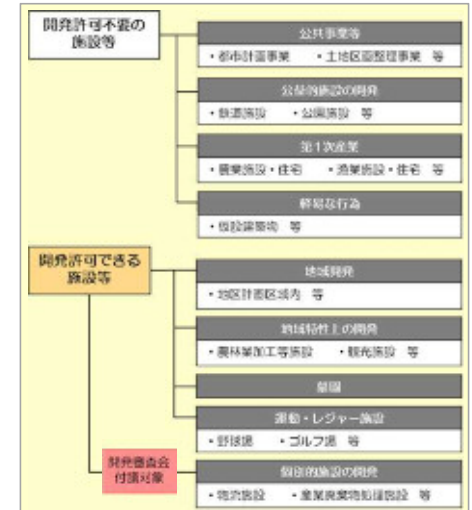 開発許可不要の
施設等
公共事業等
・都市計画事業 ・土地区画整理事業 等
公益的施設の開発
・鉄道施設 ・公園施設 等
第1次産業
・農業施設・住宅 ・漁業施設・住宅 等
軽易な行為
・仮設建築物 等
開発許可できる
施設等
地域開発
・地区計画区域内 等
地域特性上の開発
・農林業加工等施設 ・観光施設 等
墓園
運動・レジャー施設
・野球場 ・ゴルフ場 等
開発審査会
付議対象
個別的施設の開発
・物流施設 ・産業廃棄物処理施設 等